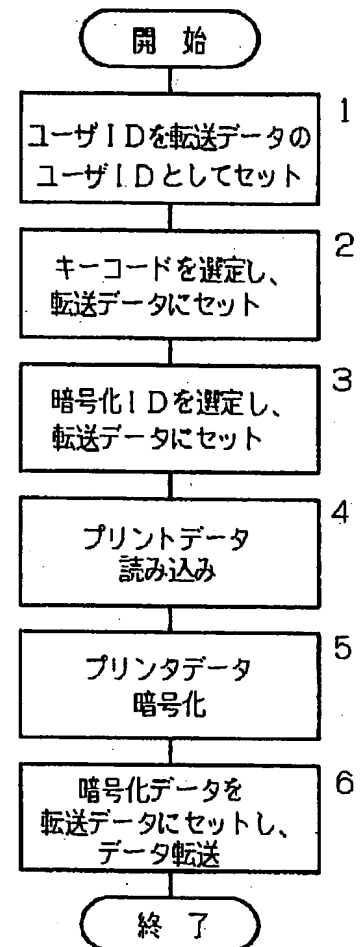 開 始
1
ユーザIDを転送データの
ユーザIDとしてセット
2
キーコードを選定し、
転送データにセット
3
暗号化IDを選定し、
転送データにセット
4
プリントデータ
読み込み
5
プリンタデータ
暗号化
6
暗号化データを
転送データにセットし、
データ転送
終 了